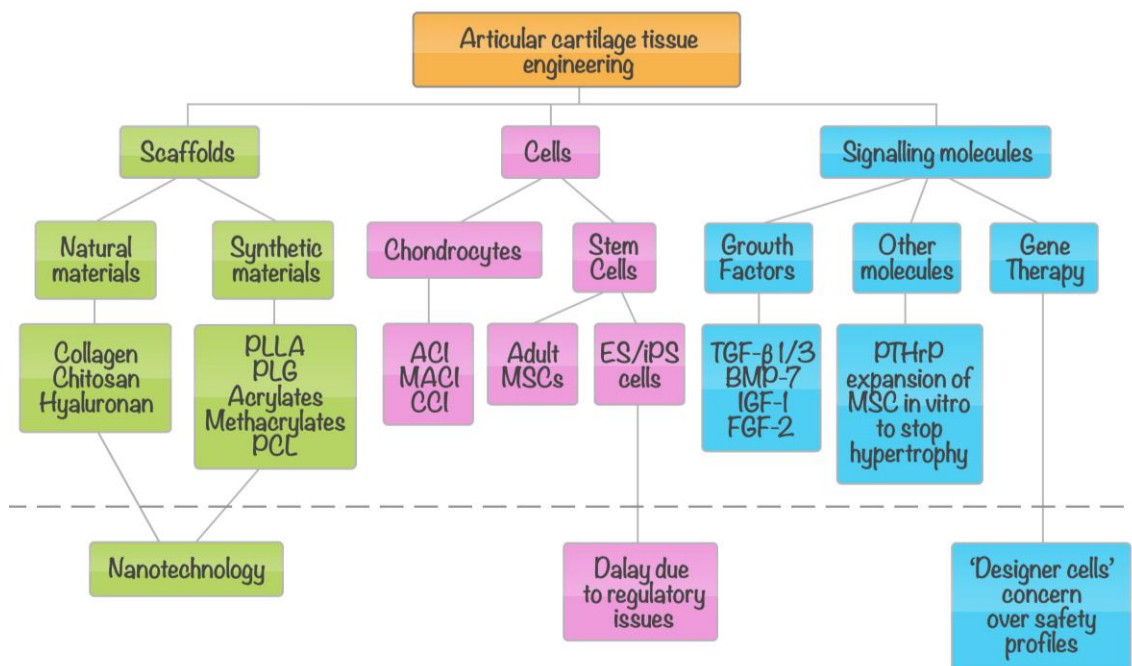 Articular cartilage tissue
engineering
Scaffolds
Cells
Signalling molecules
Natural
materials
Synthetic
materials
Chondrocytes
Stem
Cells
Growth
Factors
Other
molecules
Gene
Therapy
Collagen
Chitosan
Hyaluronan
PLLA
PLG
Acrylates
Methacrylates
PCL
ACI
MACI
CCI
Adult
MSCs
ES/iPS
cells
TGF-β 1/3
BMP-7
IGF-1
FGF-2
PTHrP
expansion of
MSC in vitro
to stop
hypertrophy
Nanotechnology
Dalay due
to regulatory
issues
‘Designer cells’
concern
over safety
profiles